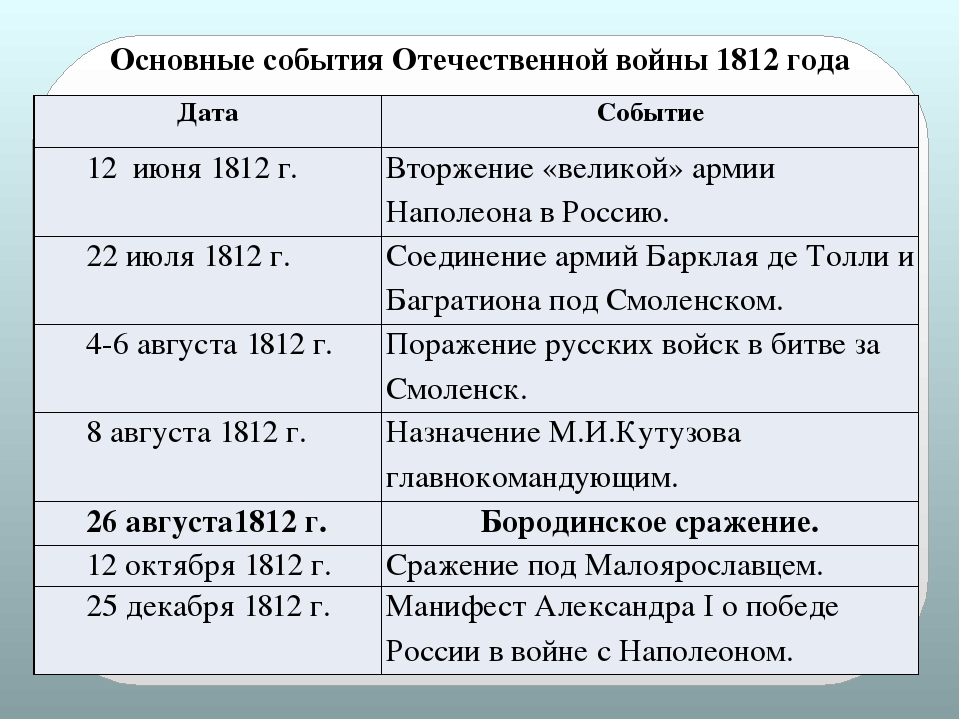 Основные события Отечественной войны 1812 года
Дата Событие
12 июня 1812 г. Вторжение «великой» армии
Наполеона в Россию.
22 июля 1812 г. Соединение армий Барклая де Толли и
Багратиона под Смоленском.
4-6 августа 1812 г. Поражение русских войск в битве за
Смоленск.
8 августа 1812 г. Назначение М.И.Кутузова
главнокомандующим.
26 августа1812 г. Бородинское сражение.
12 октября 1812 г. Сражение под Малоярославцем.
25 декабря 1812 г. Манифест Александра I о победе
России в войне с Наполеоном.